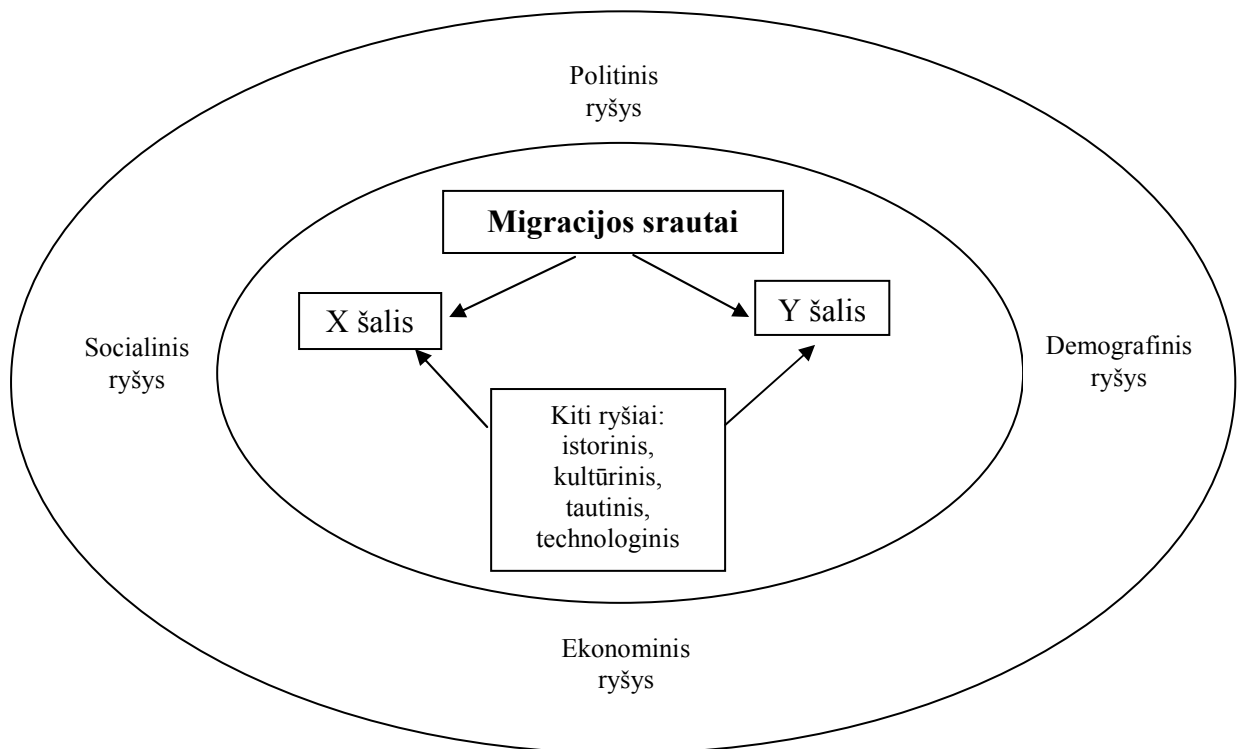 Politinis
ryšys
Migracijos srautai
X šalis
Y šalis
Socialinis
ryšys
Demografinis
ryšys
Kiti ryšiai:
istorinis,
kultūrinis,
tautinis,
technologinis
Ekonominis
ryšys